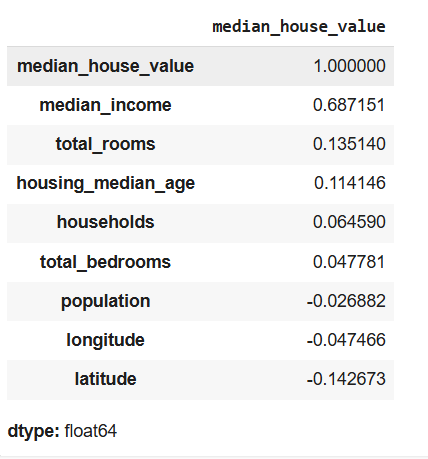 median_house_value
median_house_value 1.000000
median_income 0.687151
total_rooms 0.135140
housing_median_age 0.114146
households 0.064590
total_bedrooms 0.047781
population -0.026882
longitude -0.047466
latitude -0.142673
dtype: float64